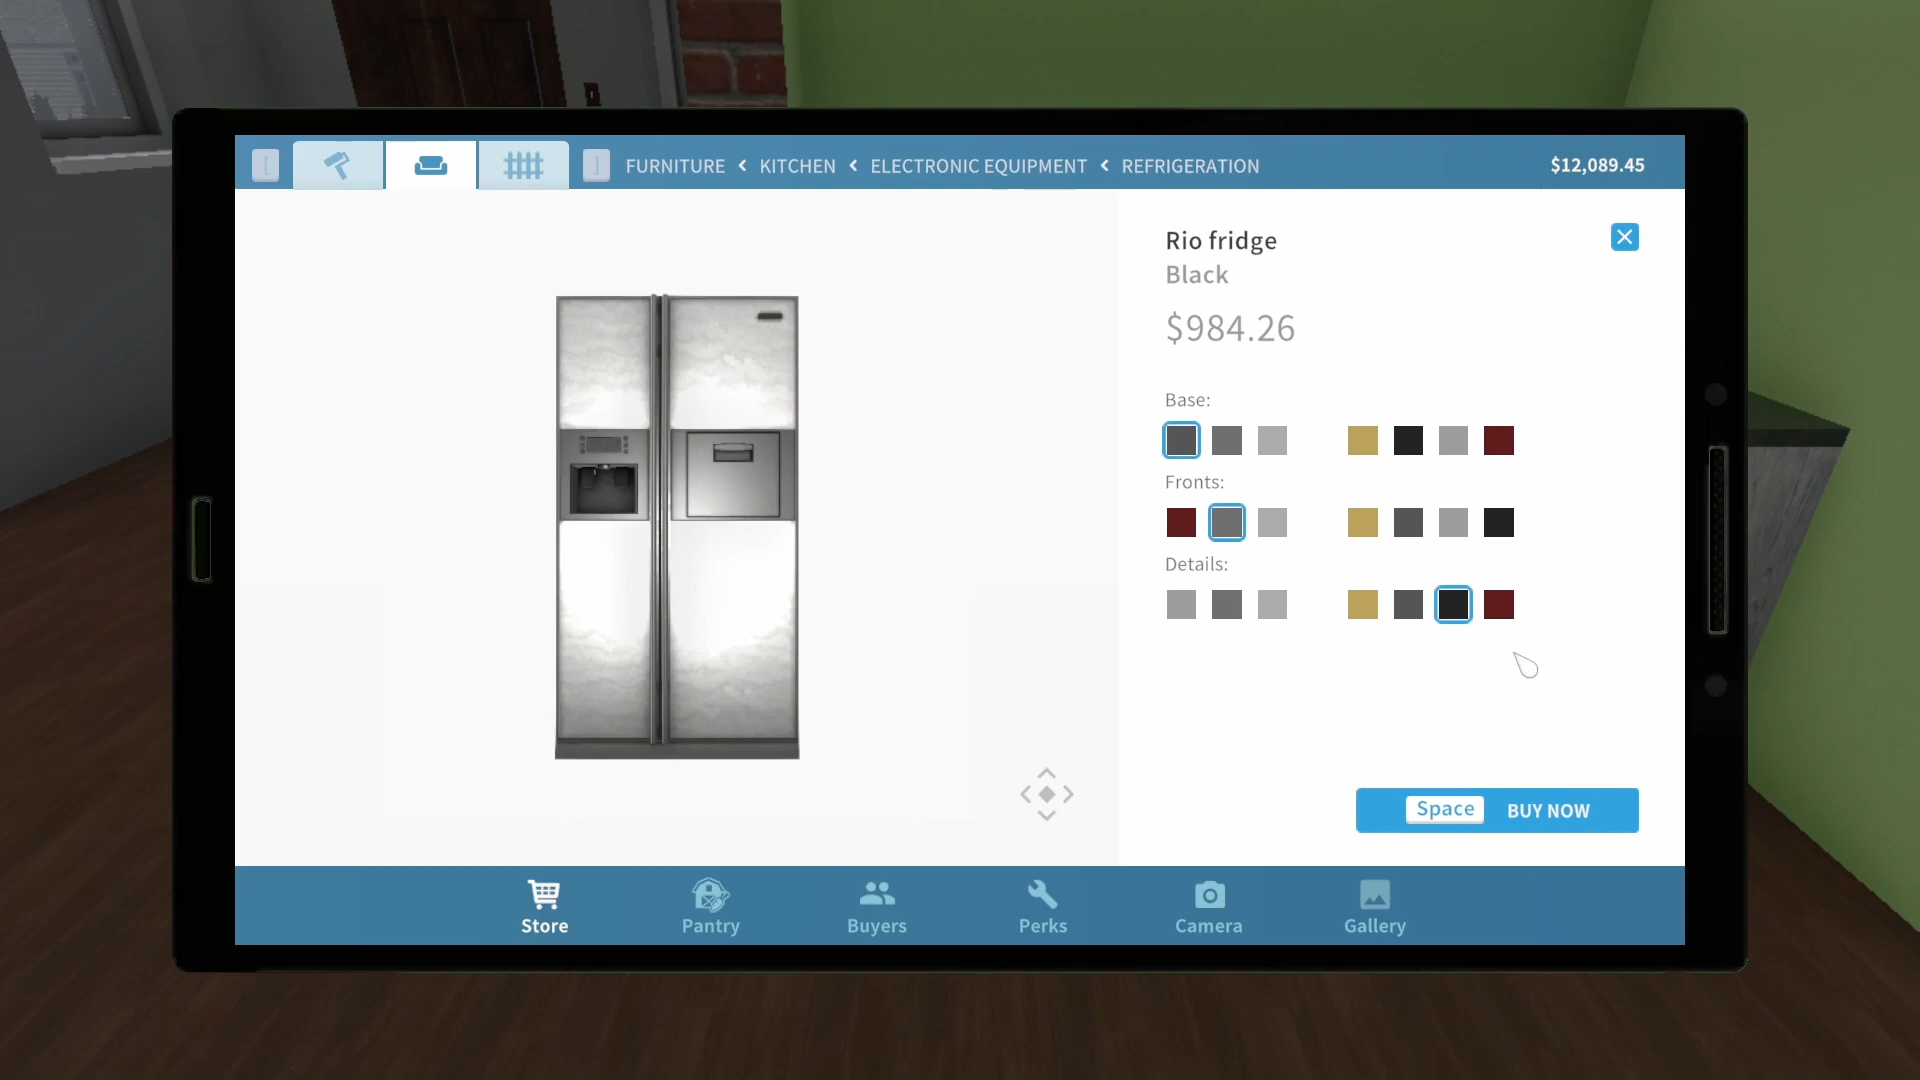 [
]
FURNITURE < KITCHEN < ELECTRONIC EQUIPMENT < REFRIGERATION
$12,089.45
Rio fridge
Black
$984.26
Base:
Fronts:
Details:
Space BUY NOW
Store
Pantry
Buyers
Perks
Camera
Gallery